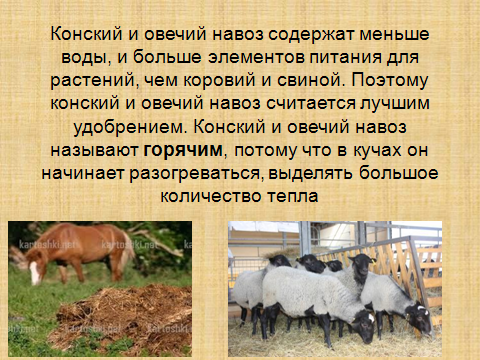 Конский и овечий навоз содержат меньше
воды, и больше элементов питания для
растений, чем коровий и свиной. Поэтому
конский и овечий навоз считается лучшим
удобрением. Конский и овечий навоз
называют горячим, потому что в кучах он
начинает разогреваться, выделять большое
количество тепла
kartoshki.net
kartoshki.net
kartoshki.net